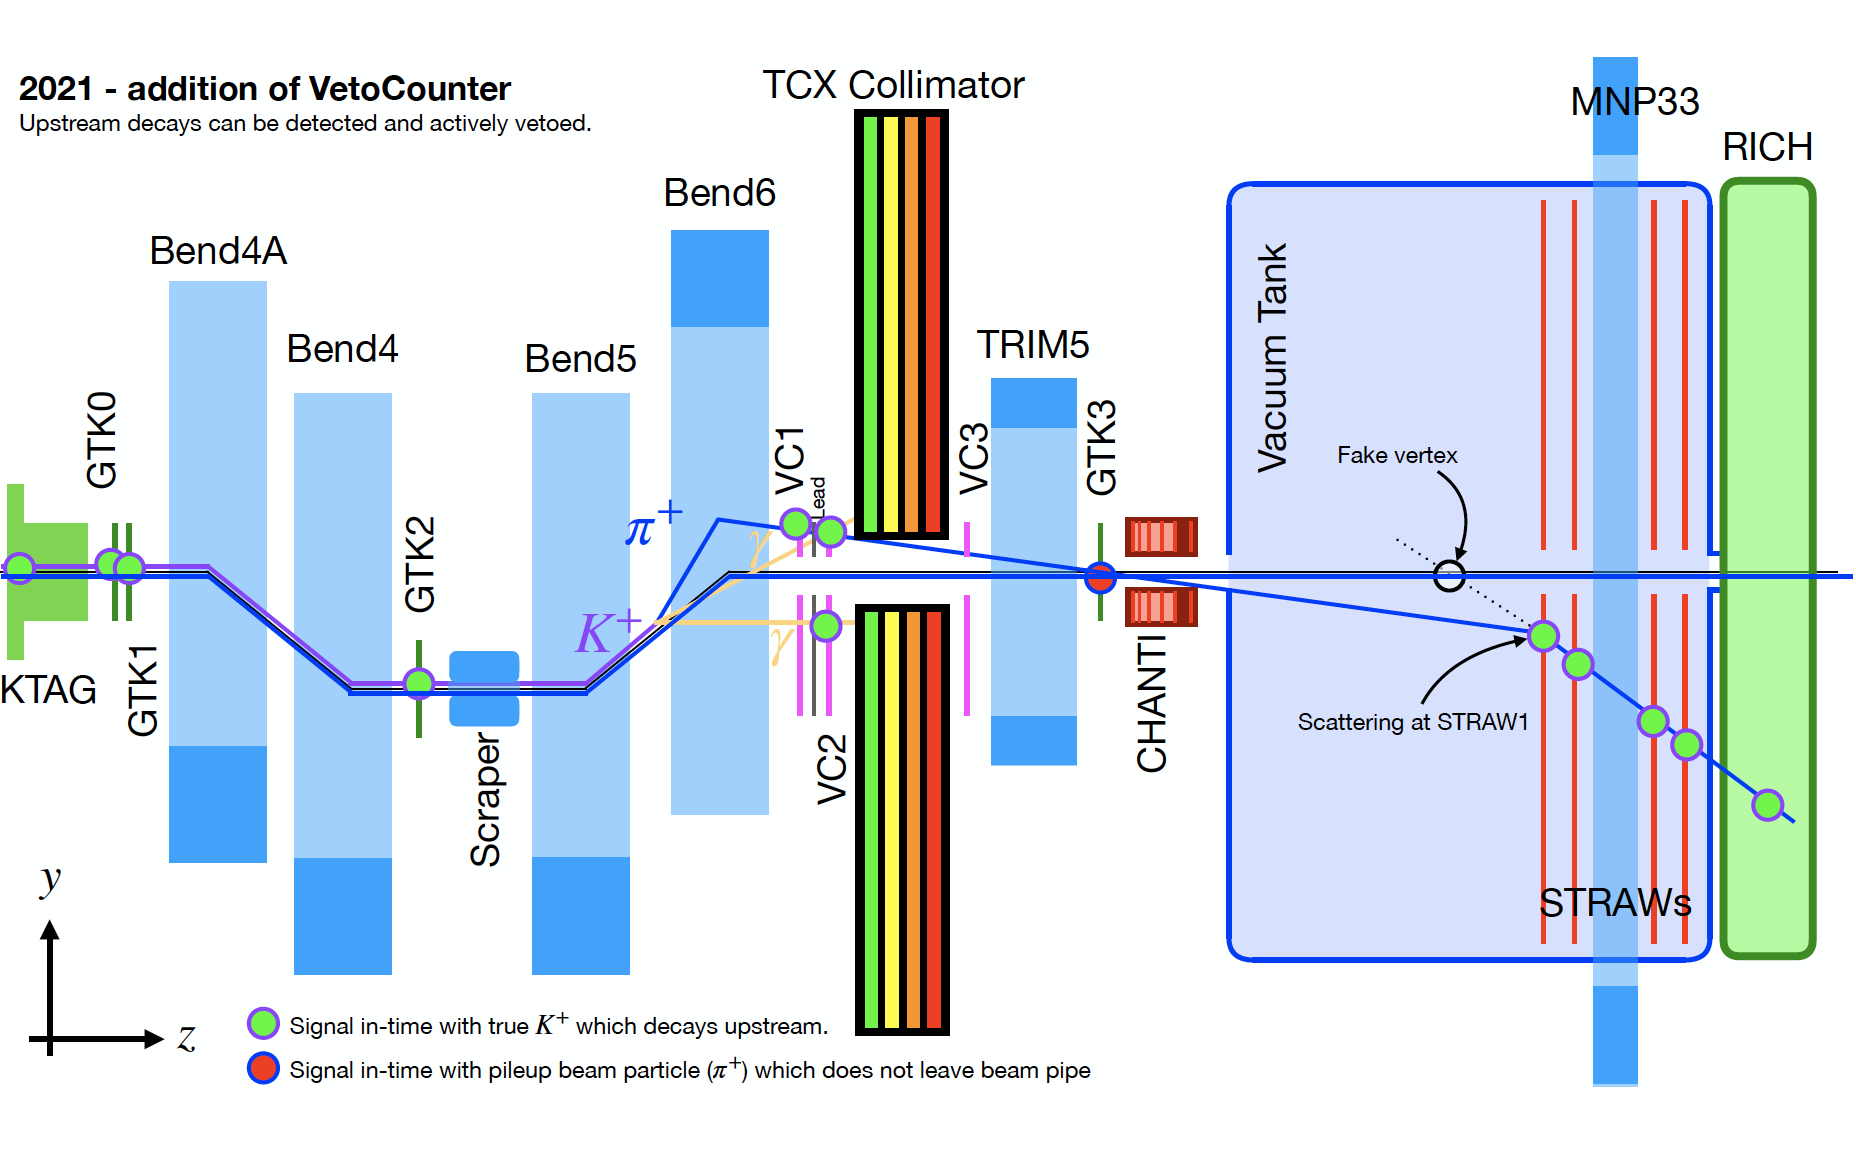 2021 - addition of VetoCounter
Upstream decays can be detected and actively vetoed.
TCX Collimator
MNP33
RICH
Bend6
Bend4A
Bend4
Bend5
TRIM5
Vacuum Tank
GTK0
VC1
Lead
VC3
GTK3
Fake vertex
GTK2
π⁺
γ
K⁺
γ
KTAG
GTK1
Scraper
VC2
CHANTI
Scattering at STRAW1
STRAWs
y
z
Signal in-time with true K⁺ which decays upstream.
Signal in-time with pileup beam particle (π⁺) which does not leave beam pipe